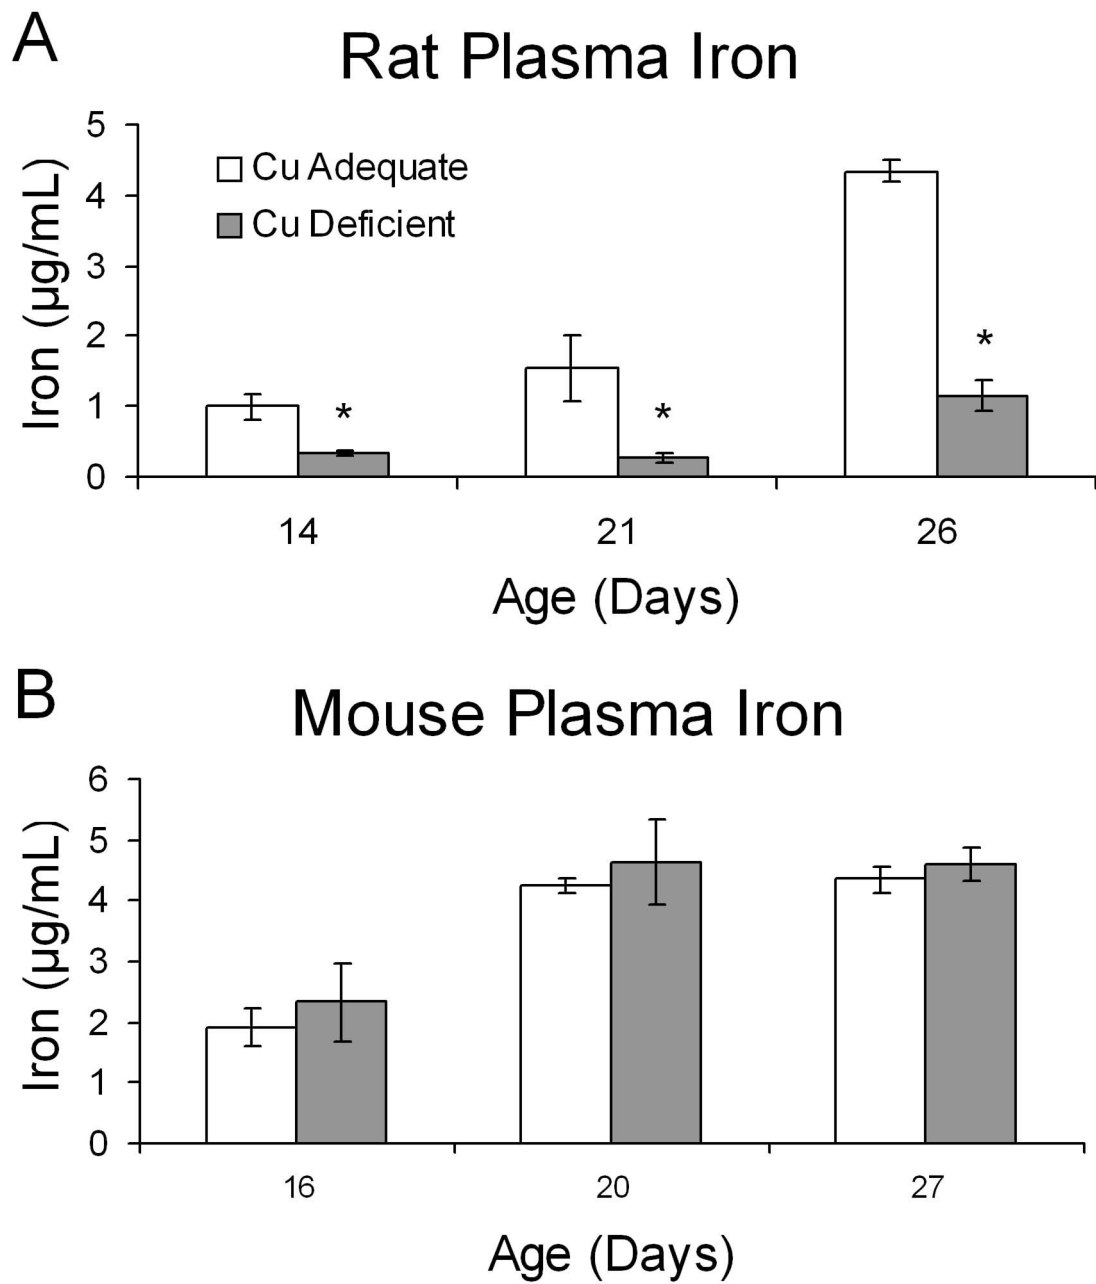 A
Rat Plasma Iron
Iron (µg/mL)
5
4
3
2
1
0
Cu Adequate
Cu Deficient
*
*
*
14 21 26
Age (Days)
B
Mouse Plasma Iron
Iron (µg/mL)
6
5
4
3
2
1
0
16 20 27
Age (Days)